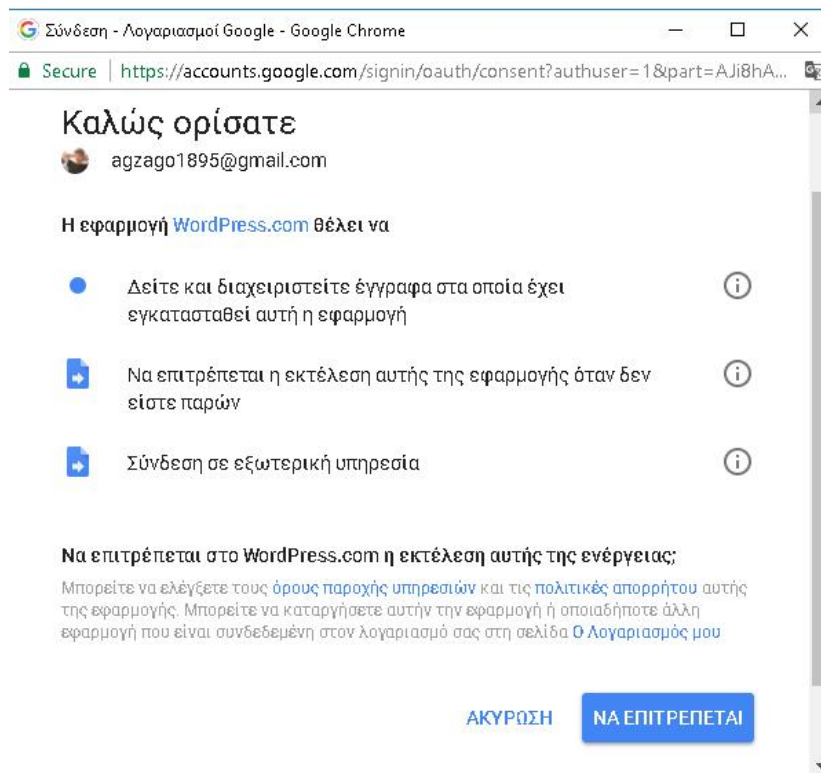 Σύνδεση - Λογαριασμοί Google - Google Chrome
Secure | https://accounts.google.com/signin/oauth/consent?authuser=1&part=AJi8hA...
Καλώς ορίσατε
agzago1895@gmail.com
Η εφαρμογή WordPress.com θέλει να
Δείτε και διαχειριστείτε έγγραφα στα οποία έχει
εγκατασταθεί αυτή η εφαρμογή
Να επιτρέπεται η εκτέλεση αυτής της εφαρμογής όταν δεν
είστε παρών
Σύνδεση σε εξωτερική υπηρεσία
Να επιτρέπεται στο WordPress.com η εκτέλεση αυτής της ενέργειας;
Μπορείτε να ελέγξετε τους όρους παροχής υπηρεσιών και τις πολιτικές απορρήτου αυτής
της εφαρμογής. Μπορείτε να καταργήσετε αυτήν την εφαρμογή ή οποιαδήποτε άλλη
εφαρμογή που είναι συνδεδεμένη στον λογαριασμό σας στη σελίδα Ο Λογαριασμός μου
ΑΚΥΡΩΣΗ ΝΑ ΕΠΙΤΡΕΠΕΤΑΙ